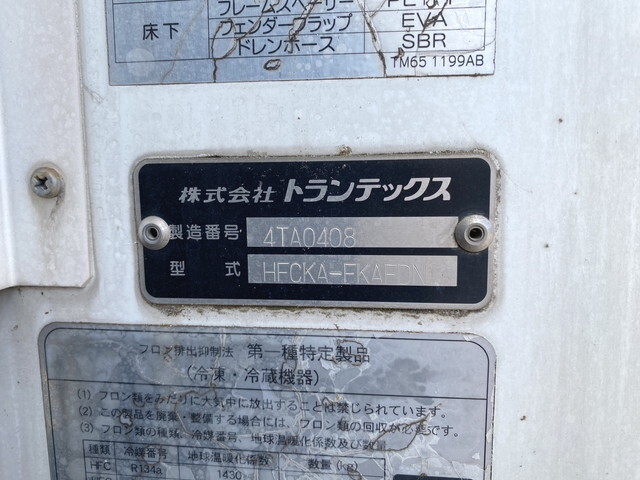 フレームスペーサー
床下 フェンダーフラップ EVA
ドレンホース SBR
TM65 1199AB
株式会社 トランテックス
製造番号 4TA0408
型式 HFCKA-FKAEDN
フロン排出抑制法 第一種特定製品
(冷凍・冷蔵機器)
(1) フロン類をみだりに大気中に放出することは禁じられています。
(2) この製品を廃棄・整備する場合には、フロン類の回収が必要です。
(3) フロン類の種類、冷媒番号、地球温暖化係数及び数量
種類 冷媒番号 地球温暖化係数 数量(kg)
HFC R134a 1430